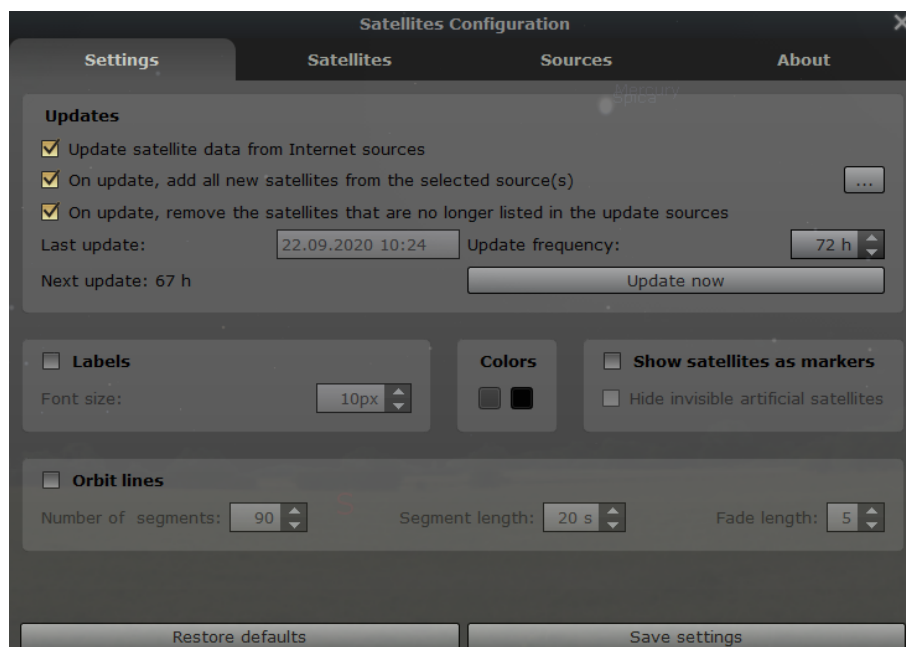 Satellites Configuration
Settings Satellites Sources About
Mercury
Spica
Updates
Update satellite data from Internet sources
On update, add all new satellites from the selected source(s) ...
On update, remove the satellites that are no longer listed in the update sources
Last update: 22.09.2020 10:24 Update frequency: 72 h
Next update: 67 h Update now
Labels Colors Show satellites as markers
Font size: 10px Hide invisible artificial satellites
Orbit lines
Number of segments: 90 Segment length: 20 s Fade length: 5
Restore defaults Save settings